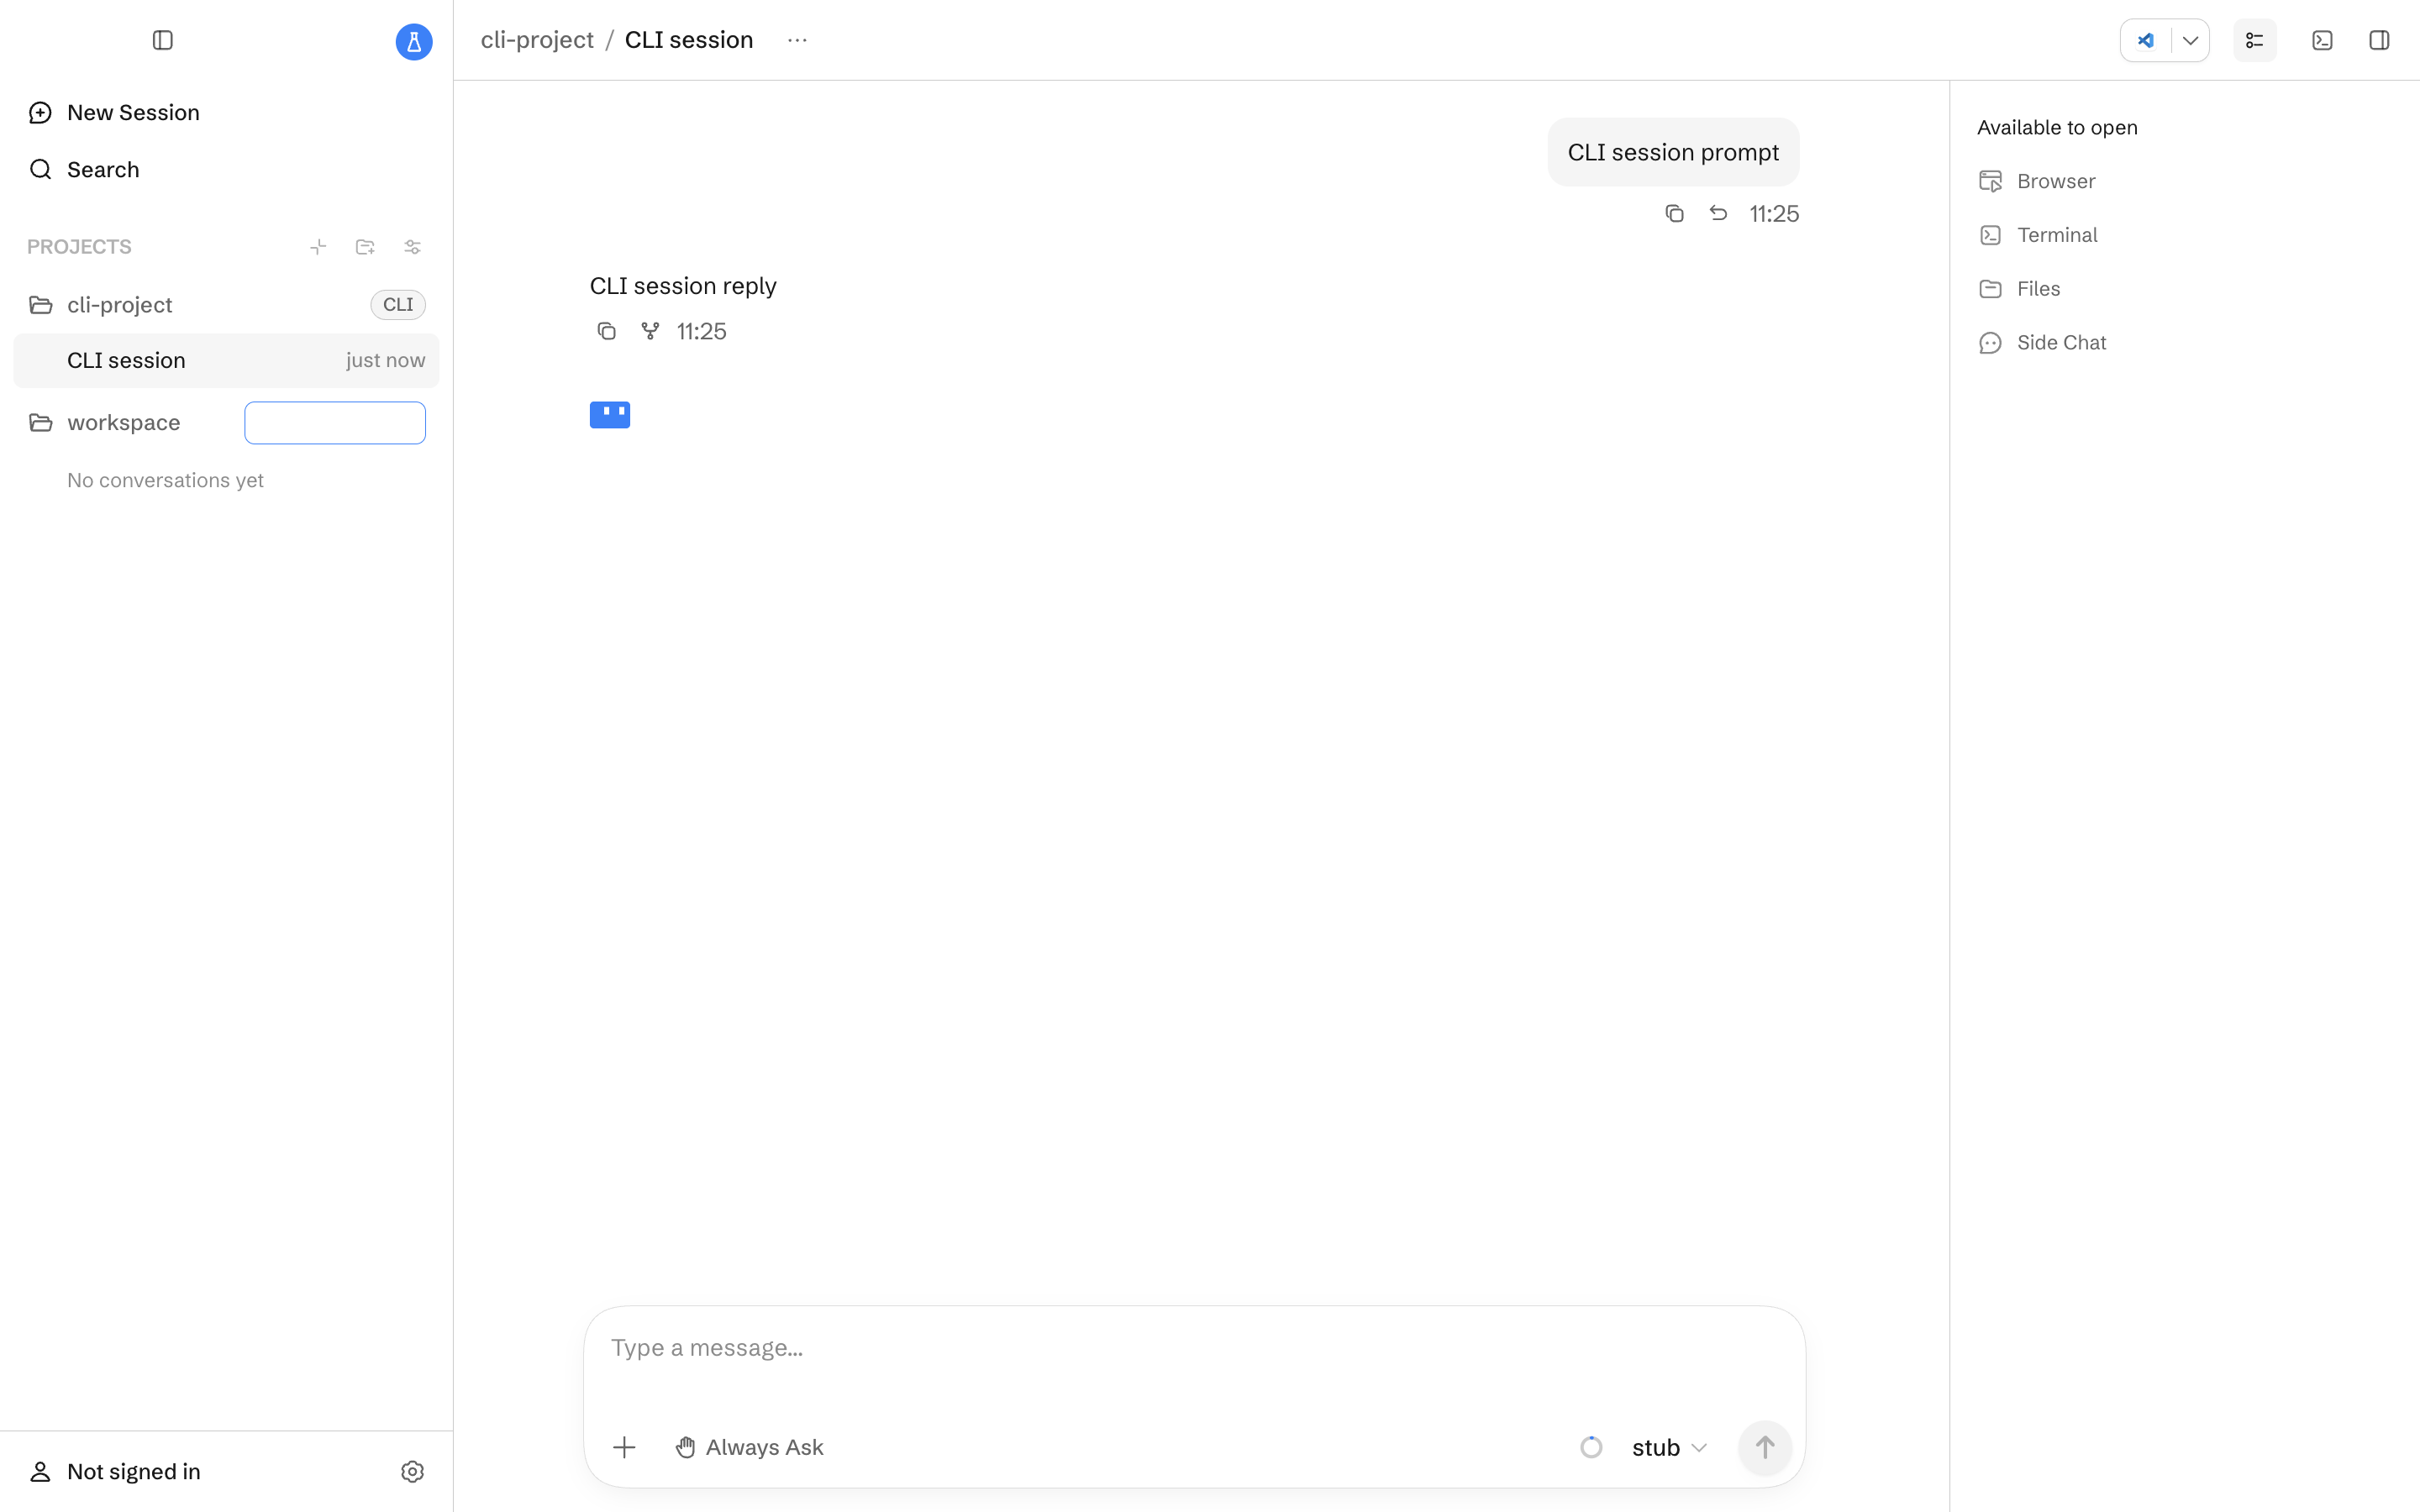 New Session
Search
PROJECTS
cli-project
CLI
CLI session
just now
workspace
No conversations yet
Not signed in
cli-project / CLI session
CLI session prompt
11:25
CLI session reply
11:25
Type a message...
Always Ask
stub
Available to open
Browser
Terminal
Files
Side Chat